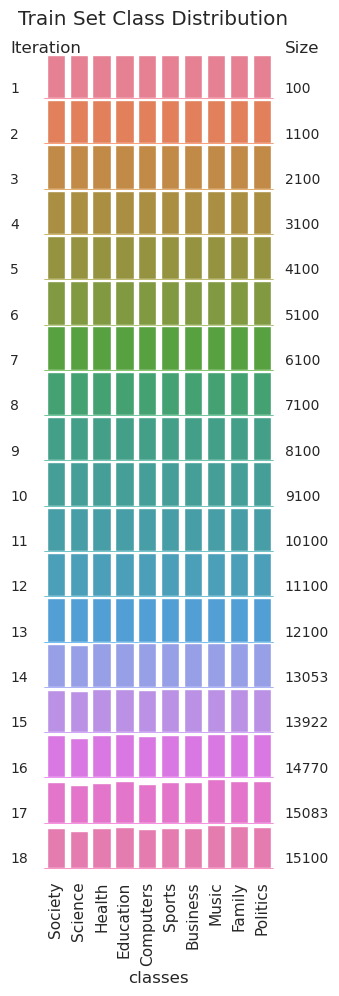 Train Set Class Distribution
Iteration Size
1 100
2 1100
3 2100
4 3100
5 4100
6 5100
7 6100
8 7100
9 8100
10 9100
11 10100
12 11100
13 12100
14 13053
15 13922
16 14770
17 15083
18 15100
Society
Science
Health
Education
Computers
Sports
Business
Music
Family
Politics
classes